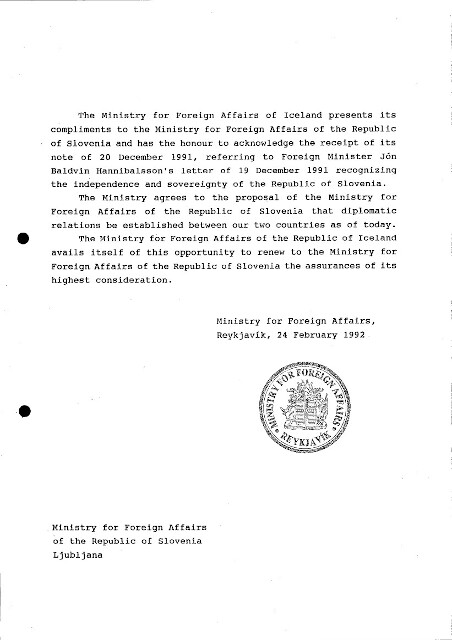 The Ministry for Foreign Affairs of Iceland presents its
compliments to the Ministry for Foreign Affairs of the Republic
of Slovenia and has the honour to acknowledge the receipt of its
note of 20 December 1991, referring to Foreign Minister Jón
Baldvin Hannibalsson's letter of 19 December 1991 recognizing
the independence and sovereignty of the Republic of Slovenia.
The Ministry agrees to the proposal of the Ministry for
Foreign Affairs of the Republic of Slovenia that diplomatic
relations be established between our two countries as of today.
The Ministry for Foreign Affairs of the Republic of Iceland
avails itself of this opportunity to renew to the Ministry for
Foreign Affairs of the Republic of Slovenia the assurances of its
highest consideration.
Ministry for Foreign Affairs,
Reykjavík, 24 February 1992
MINISTRY FOR FOREIGN AFFAIRS
REYKJAVÍK
Ministry for Foreign Affairs
of the Republic of Slovenia
Ljubljana